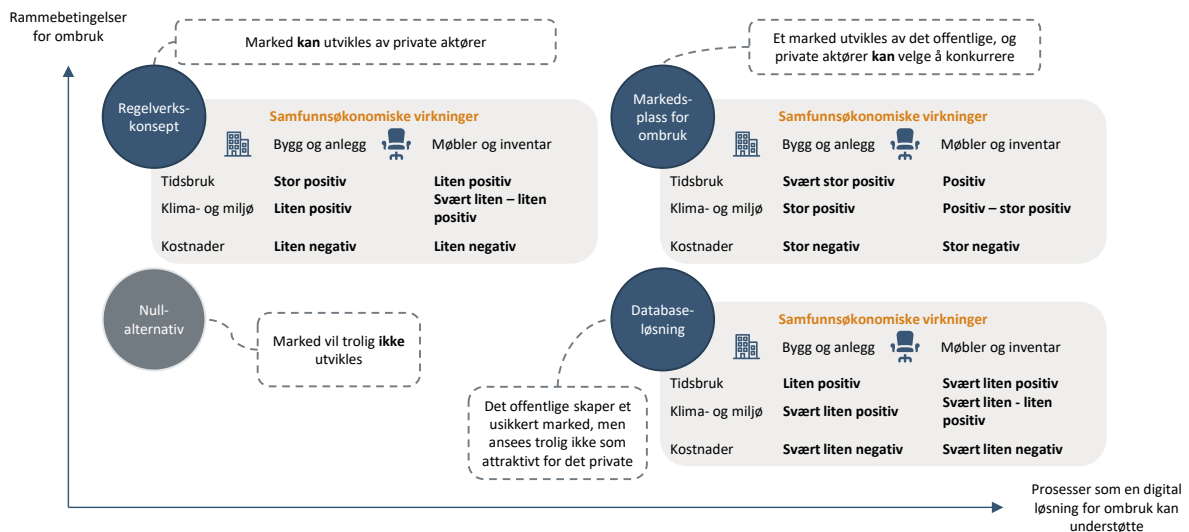 Rammebetingelser
for ombruk
Marked kan utvikles av private aktører
Regelverks-
konsept
Samfunnsøkonomiske virkninger
Bygg og anlegg
Møbler og inventar
Tidsbruk
Stor positiv
Liten positiv
Klima- og miljø
Liten positiv
Svært liten – liten
positiv
Kostnader
Liten negativ
Liten negativ
Et marked utvikles av det offentlige, og
private aktører kan velge å konkurrere
Markeds-
plass for
ombruk
Samfunnsøkonomiske virkninger
Bygg og anlegg
Møbler og inventar
Tidsbruk
Svært stor positiv
Positiv
Klima- og miljø
Stor positiv
Positiv – stor positiv
Kostnader
Stor negativ
Stor negativ
Null-
alternativ
Marked vil trolig ikke
utvikles
Database-
løsning
Samfunnsøkonomiske virkninger
Bygg og anlegg
Møbler og inventar
Tidsbruk
Liten positiv
Svært liten positiv
Klima- og miljø
Svært liten positiv
Svært liten - liten
positiv
Kostnader
Svært liten negativ
Svært liten negativ
Det offentlige skaper et
usikkert marked, men
ansees trolig ikke som
attraktivt for det private
Prosesser som en digital
løsning for ombruk kan
understøtte